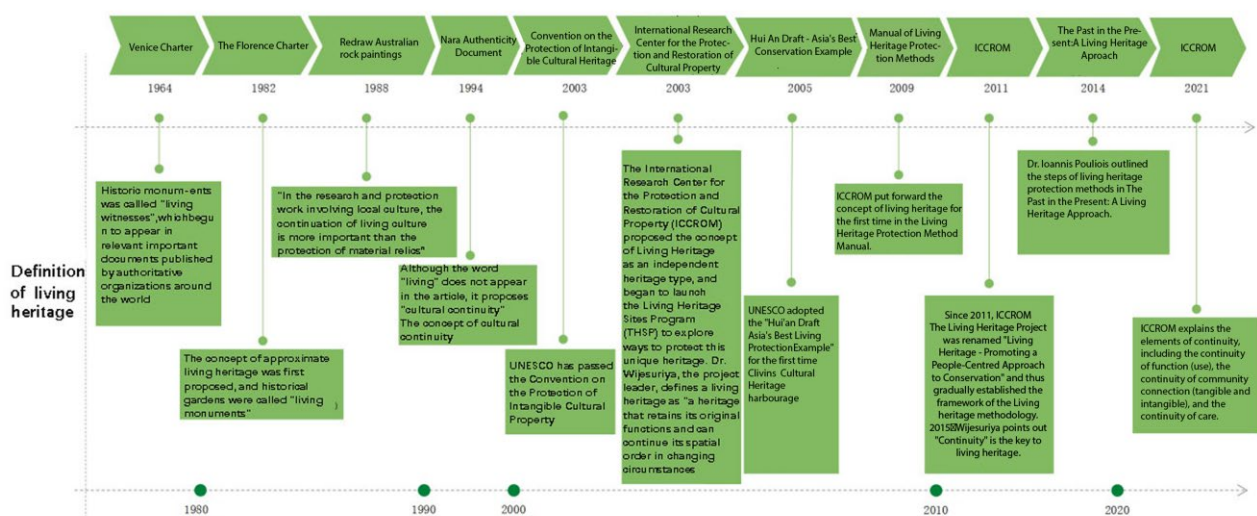 Venice Charter
The Florence Charter
Redraw Australian
rock paintings
Nara Authenticity
Document
Convention on the
Protection of Intangi-
ble Cultural Heritage
International Research
Center for the Protec-
tion and Restoration of
Cultural Property
Hui An Draft - Asia's Best
Conservation Example
Manual of Living
Heritage Protec-
tion Methods
ICCROM
The Past in the Pre-
sent:A Living Heritage
Aproach
ICCROM
1964
1982
1988
1994
2003
2003
2005
2009
2011
2014
2021
Definition
of living
heritage
Historic monum-ents
was callled "living
witnesses",whichbegu
n to appear in
relevant important
documents published
by authoritative
organizations around
the world
The concept of approximate
living heritage was first
proposed, and historical
gardens were called "living
monuments" )
"In the research and protection
work involving local culture, the
continuation of living culture
is more important than the
protection of material relics"
Although the word
"living" does not appear
in the article, it proposes
"cultural continuity"
The concept of cultural
continuity
UNESCO has passed
the Convention on
the Protection of
Intangible Cultural
Property
The International
Research Center for
the Protection and
Restoration of Cultural
Property (ICCROM)
proposed the concept
of Living Heritage
as an independent
heritage type, and
began to launch
the Living Heritage
Sites Program
(THSP) to explore
ways to protect this
unique heritage. Dr.
Wijesuriya, the project
leader, defines a living
heritage as "a heritage
that retains its original
functions and can
continue its spatial
order in changing
circumstances
UNESCO adopted
the "Hui'an Draft
Asia's Best Living
ProtectionExample"
for the first time
Clivins Cultural
Heritage
harbourage
ICCROM put forward the
concept of living heritage for
the first time in the Living
Heritage Protection Method
Manual.
Since 2011, ICCROM
The Living Heritage Project
was renamed "Living
Heritage - Promoting a
People-Centred Approach
to Conservation" and thus
gradually established the
framework of the Living
heritage methodology.
2015 Wijesuriya points out
"Continuity" is the key to
living heritage.
Dr. Ioannis Pouliois outlined
the steps of living heritage
protection methods in The
Past in the Present: A Living
Heritage Approach.
ICCROM explains the
elements of continuity,
including the continuity
of function (use), the
continuity of community
connection (tangible and
intangible), and the
continuity of care.
1980
1990
2000
2010
2020